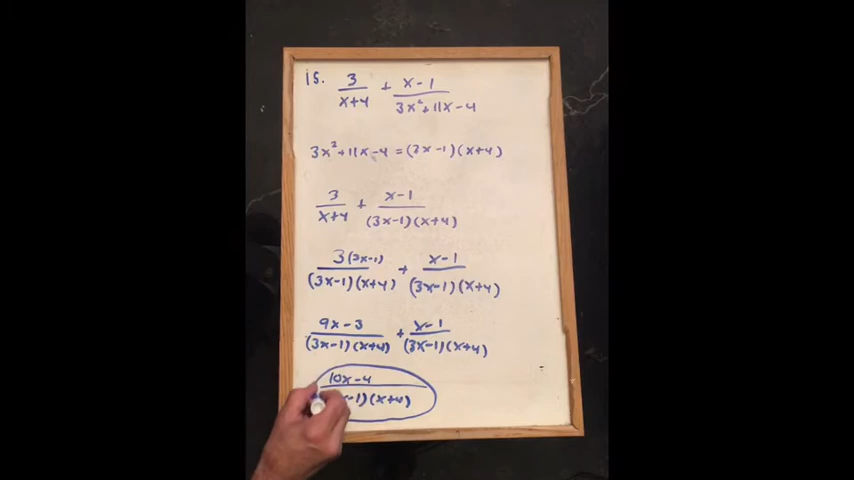 15. 3/(x+4) + (x-1)/(3x²+11x-4)
3x²+11x-4 = (3x-1)(x+4)
3/(x+4) + (x-1)/((3x-1)(x+4))
3(3x-1)/((3x-1)(x+4)) + (x-1)/((3x-1)(x+4))
(9x-3)/((3x-1)(x+4)) + (x-1)/((3x-1)(x+4))
10x-4
x-1)(x+4)